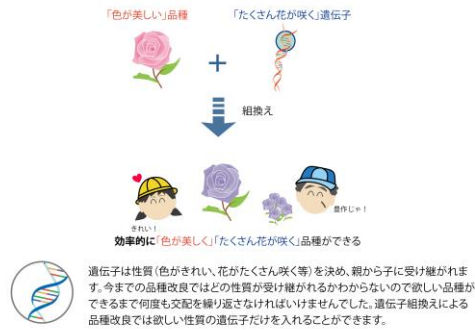 「色が美しい」品種　「たくさん花が咲く」遺伝子
+
組換え
きれい！
豊作じゃ！
効率的に「色が美しく」「たくさん花が咲く」品種ができる
遺伝子は性質（色がきれい、花がたくさん咲く等）を決め、親から子に受け継がれま
す。今までの品種改良ではどの性質が受け継がれるかわからないので欲しい品種が
できるまで何度も交配を繰り返さなければいけませんでした。遺伝子組換えによる
品種改良では欲しい性質の遺伝子だけを入れることができます。